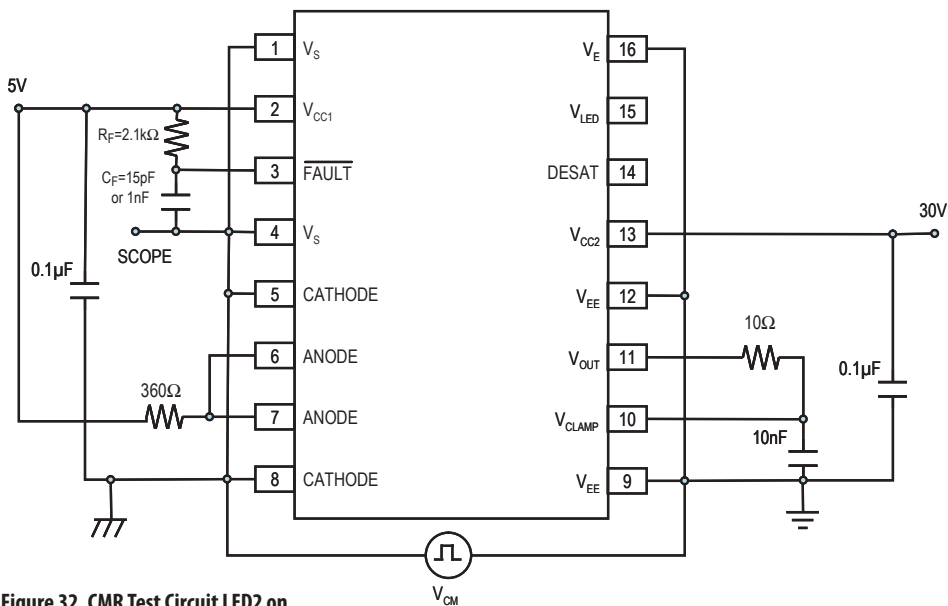 1 V_S
V_E 16
5V
2 V_CC1
V_LED 15
R_F=2.1kΩ
3 FAULT
DESAT 14
C_F=15pF
or 1nF
30V
4 V_S
V_CC2 13
SCOPE
0.1µF
5 CATHODE
V_EE 12
10Ω
6 ANODE
V_OUT 11
0.1µF
360Ω
7 ANODE
V_CLAMP 10
10nF
8 CATHODE
V_EE 9
V_CM
Figure 32. CMR Test Circuit LED2 on